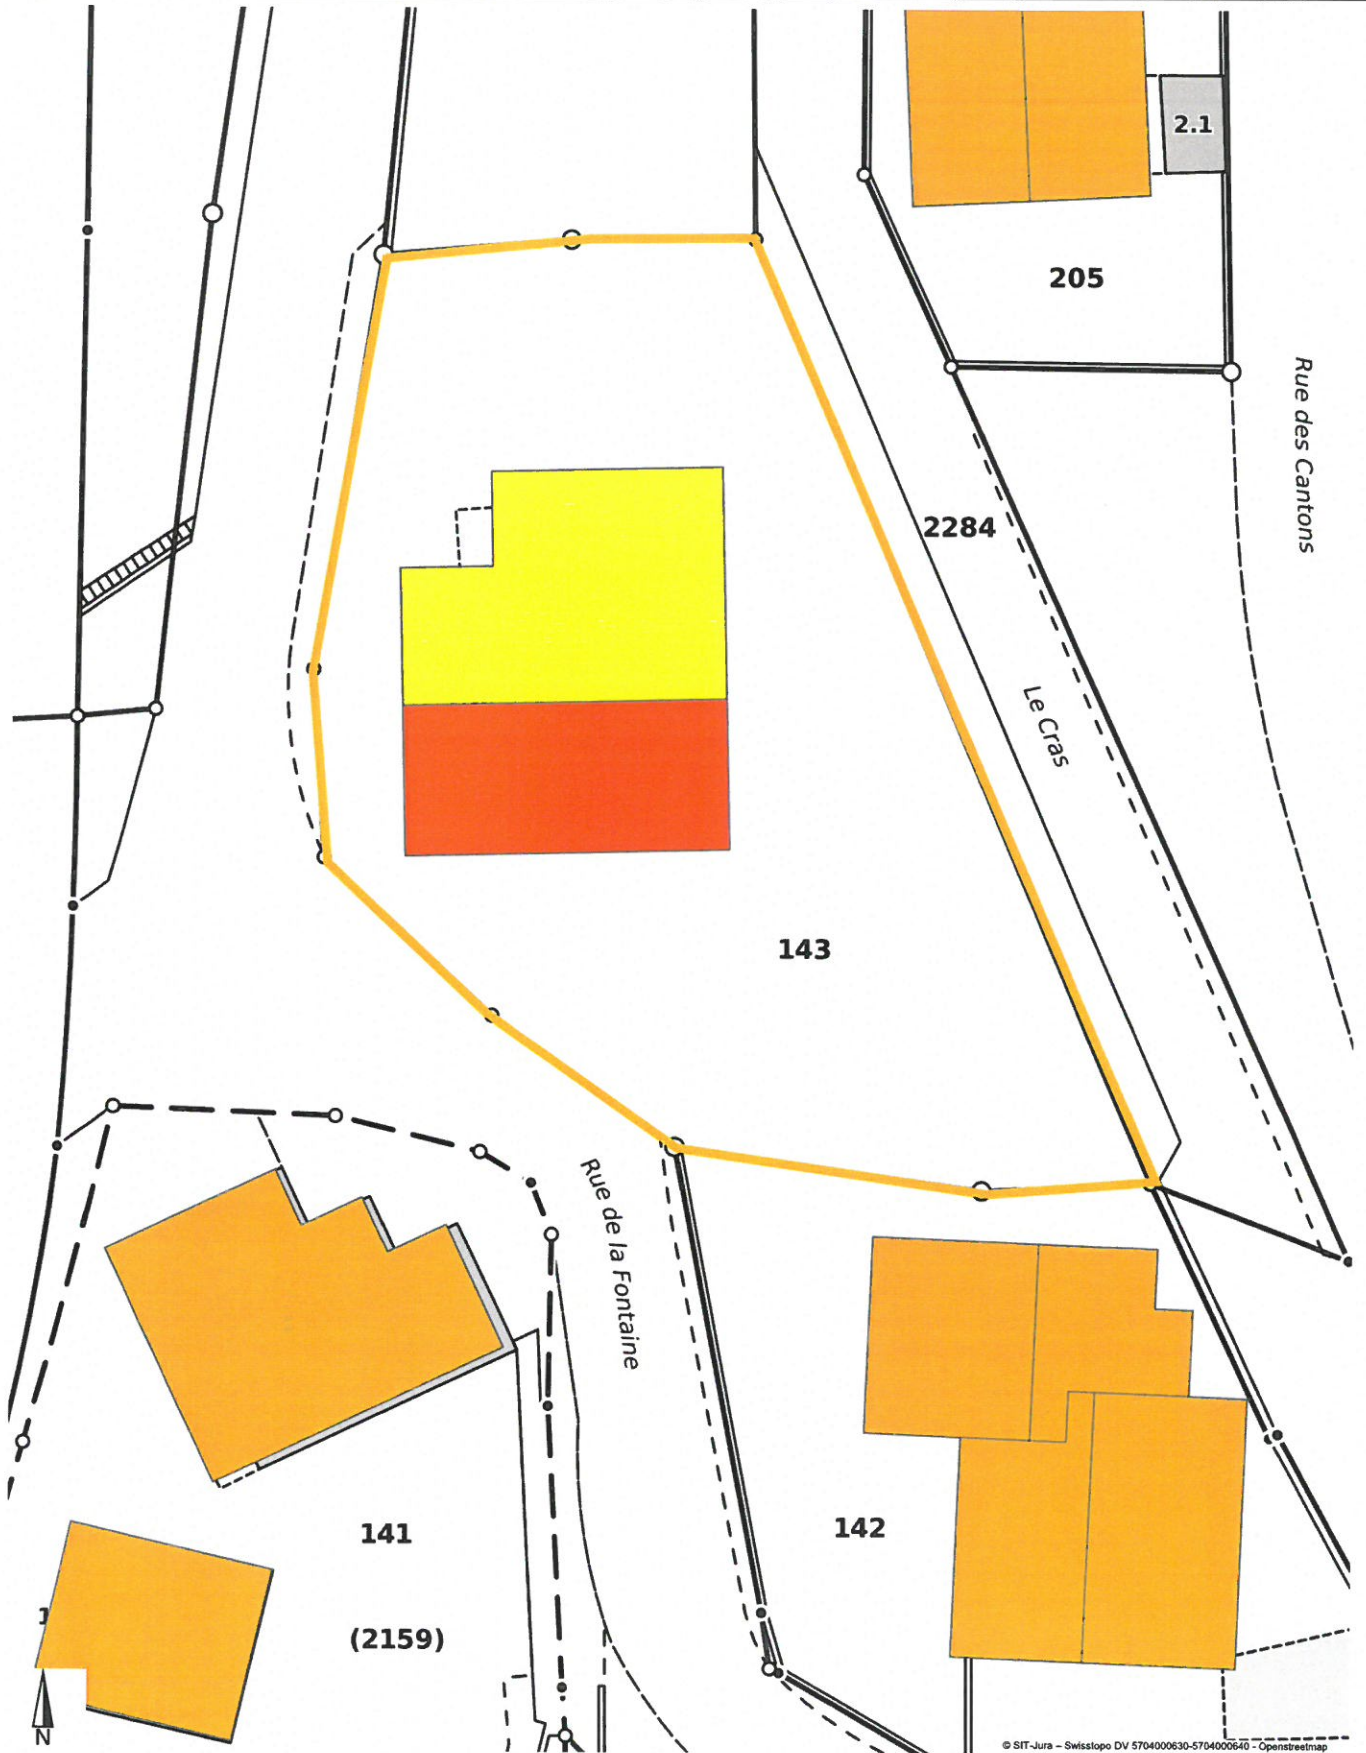 2.1
205
Rue des Cantons
2284
Le Cras
143
Rue de la Fontaine
141
142
(2159)
N
© SIT-Jura – Swisstopo DV 5704000630-5704000640 - Openstreetmap